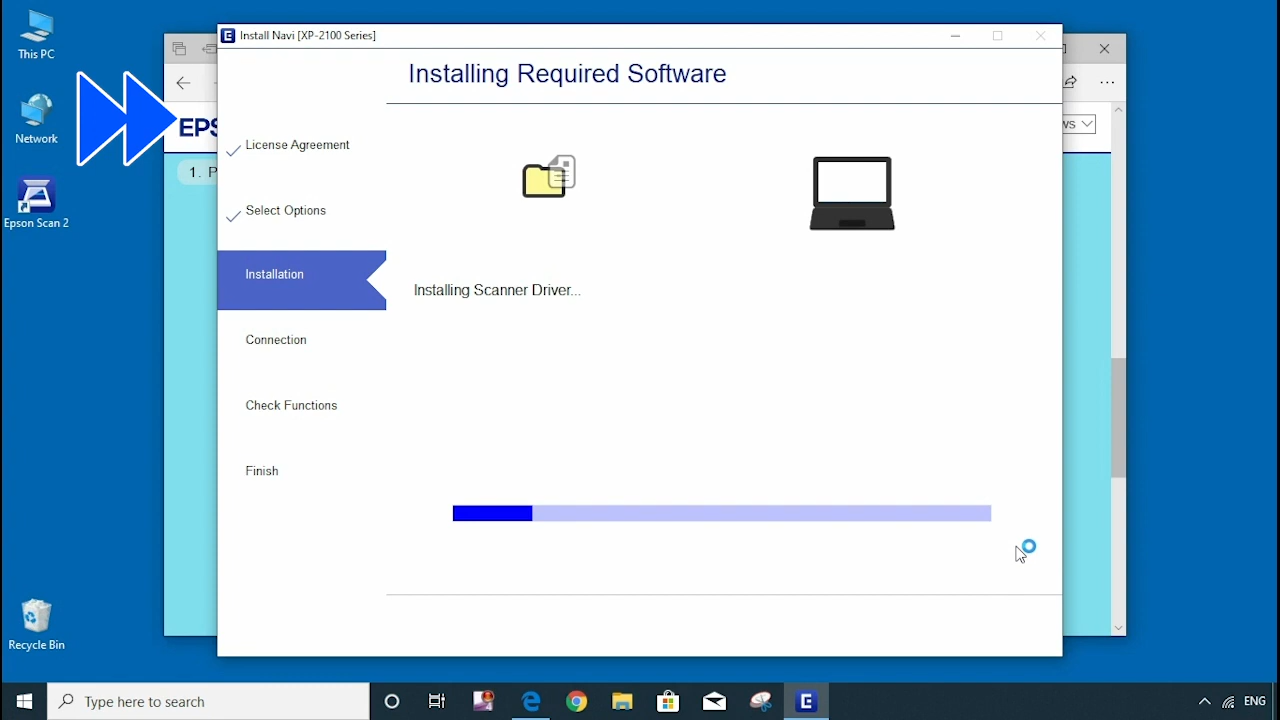 This PC
Network
Epson Scan 2
Recycle Bin
Install Navi [XP-2100 Series]
Installing Required Software
License Agreement
Select Options
Installation
Connection
Check Functions
Finish
Installing Scanner Driver...
EPS
1. P
ws
Type here to search
ENG